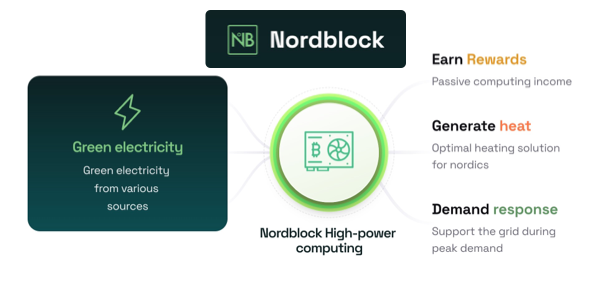 NB Nordblock
Green electricity
Green electricity
from various
sources
Nordblock High-power
computing
Earn Rewards
Passive computing income
Generate heat
Optimal heating solution
for nordics
Demand response
Support the grid during
peak demand